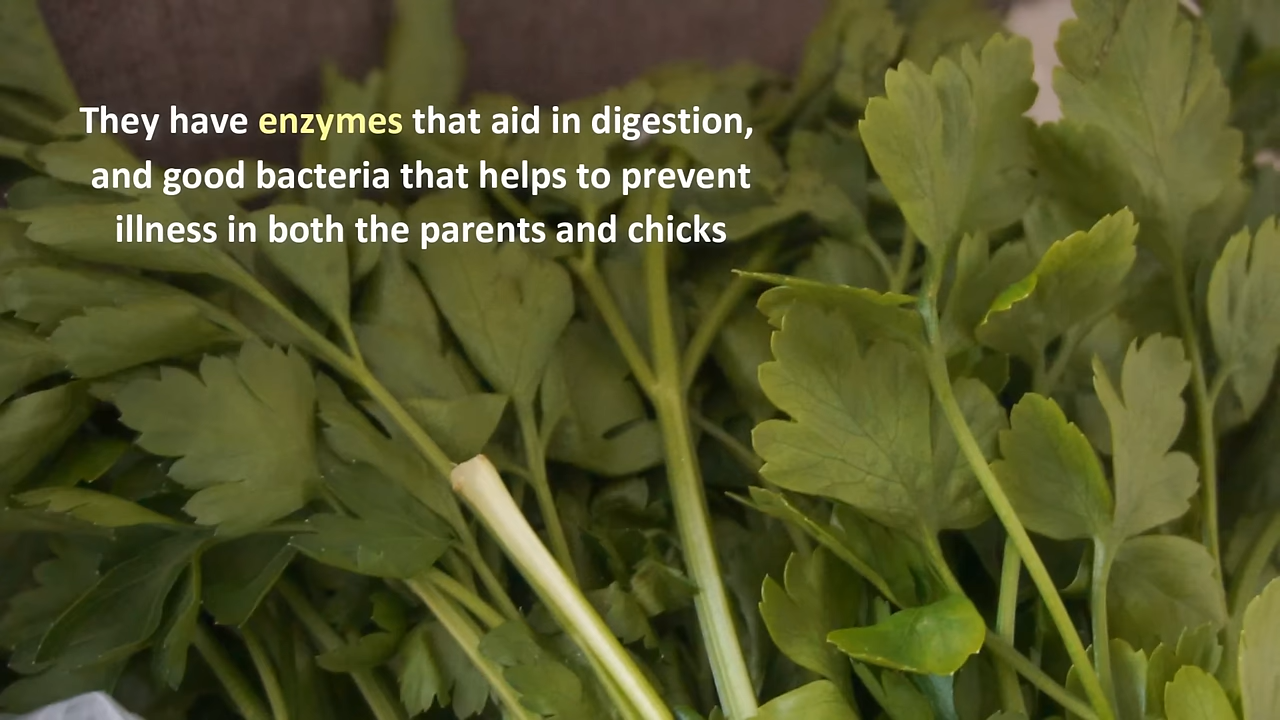 They have enzymes that aid in digestion,
and good bacteria that helps to prevent
illness in both the parents and chicks